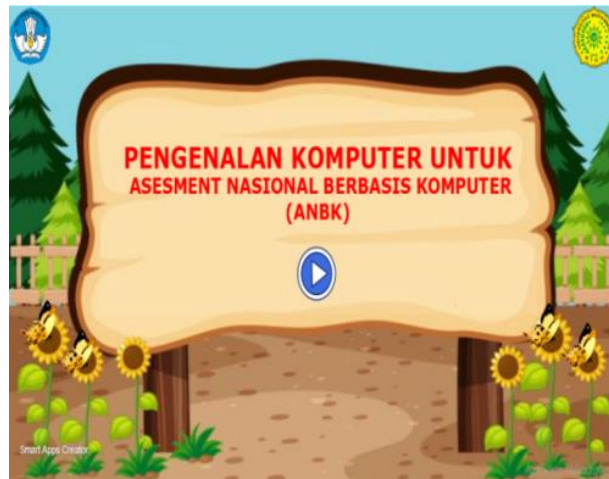 PENGENALAN KOMPUTER UNTUK
ASESMENT NASIONAL BERBASIS KOMPUTER
(ANBK)
Smart Apps Creator